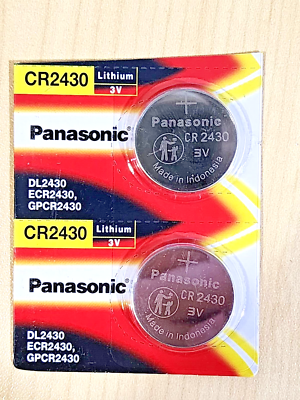 CR2430 Lithium 3V
Panasonic
DL2430
ECR2430,
GPCR2430
+
Panasonic
CR 2430
3V
Made in Indonesia
CR2430 Lithium 3V
Panasonic
DL2430
ECR2430,
GPCR2430
+
Panasonic
CR 2430
3V
Made in Indonesia